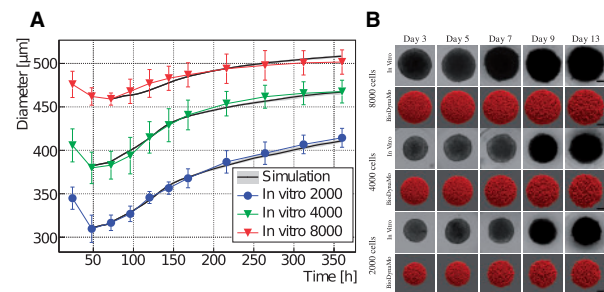 A
B
Diameter [µm]
500
450
400
350
300
50
100
150
200
250
300
350
Time [h]
Simulation
In vitro 2000
In vitro 4000
In vitro 8000
Day 3 Day 5 Day 7 Day 9 Day 13
8000 cells
In Vitro
BioDynaMo
4000 cells
In Vitro
BioDynaMo
2000 cells
In Vitro
BioDynaMo